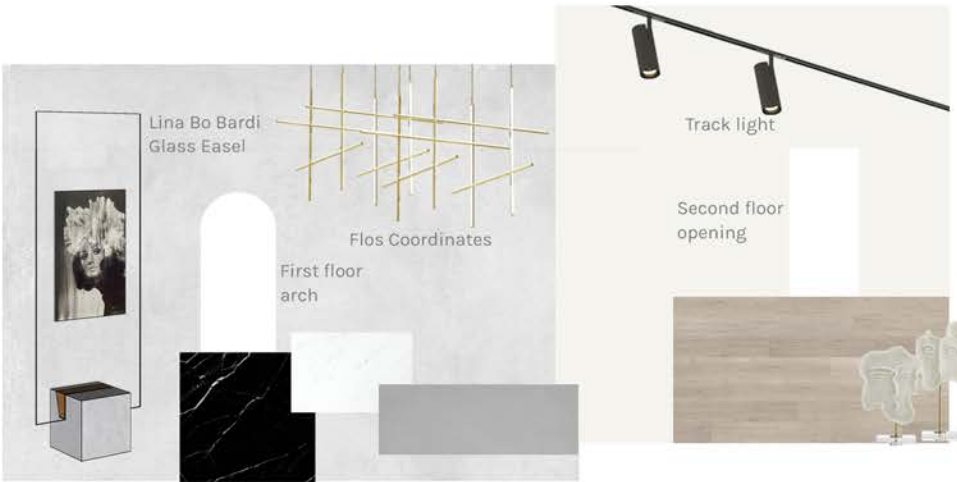 Lina Bo Bardi
Glass Easel
Flos Coordinates
First floor
arch
Track light
Second floor
opening